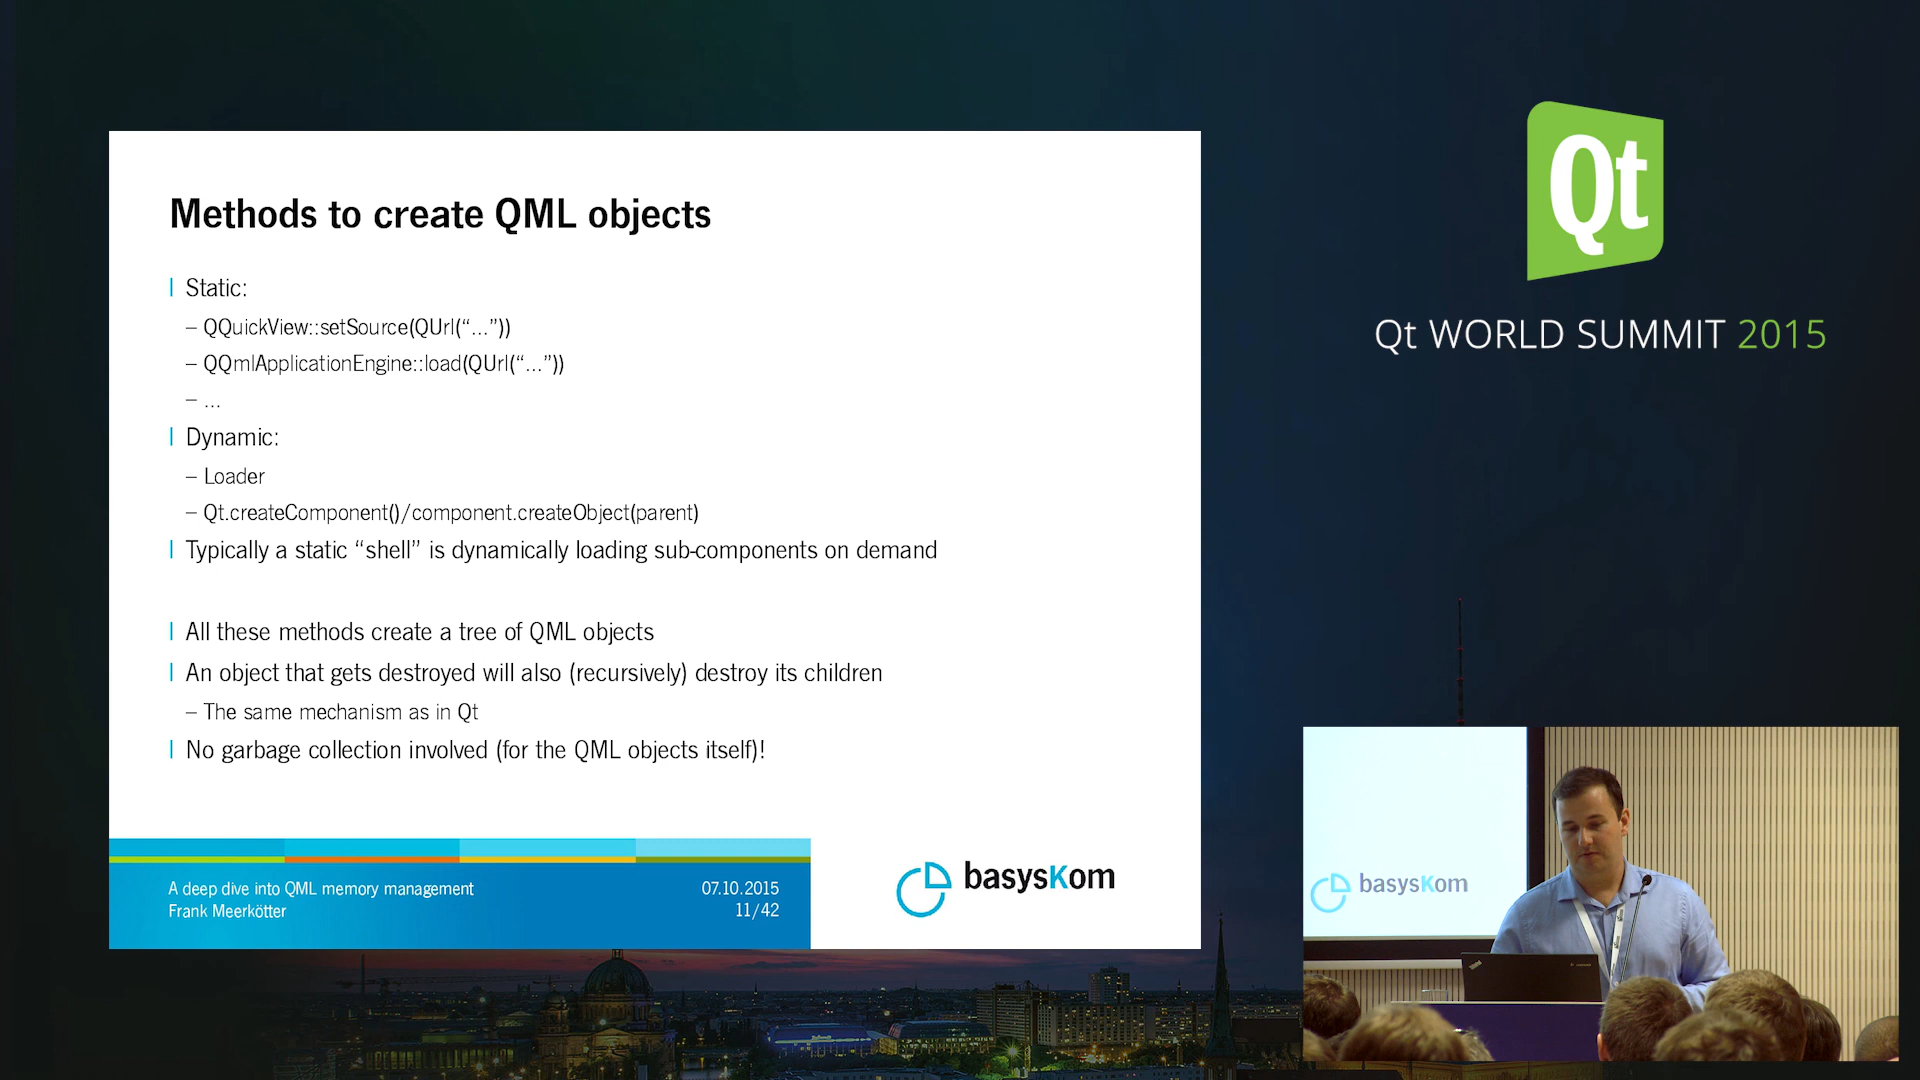 Methods to create QML objects
Static:
– QQuickView::setSource(QUrl(“...”))
– QQmlApplicationEngine::load(QUrl(“...”))
– ...
Dynamic:
– Loader
– Qt.createComponent()/component.createObject(parent)
Typically a static “shell” is dynamically loading sub-components on demand
All these methods create a tree of QML objects
An object that gets destroyed will also (recursively) destroy its children
– The same mechanism as in Qt
No garbage collection involved (for the QML objects itself)!
A deep dive into QML memory management
Frank Meerkötter
07.10.2015
11/42
basysKom
Qt
Qt WORLD SUMMIT 2015
basysKom